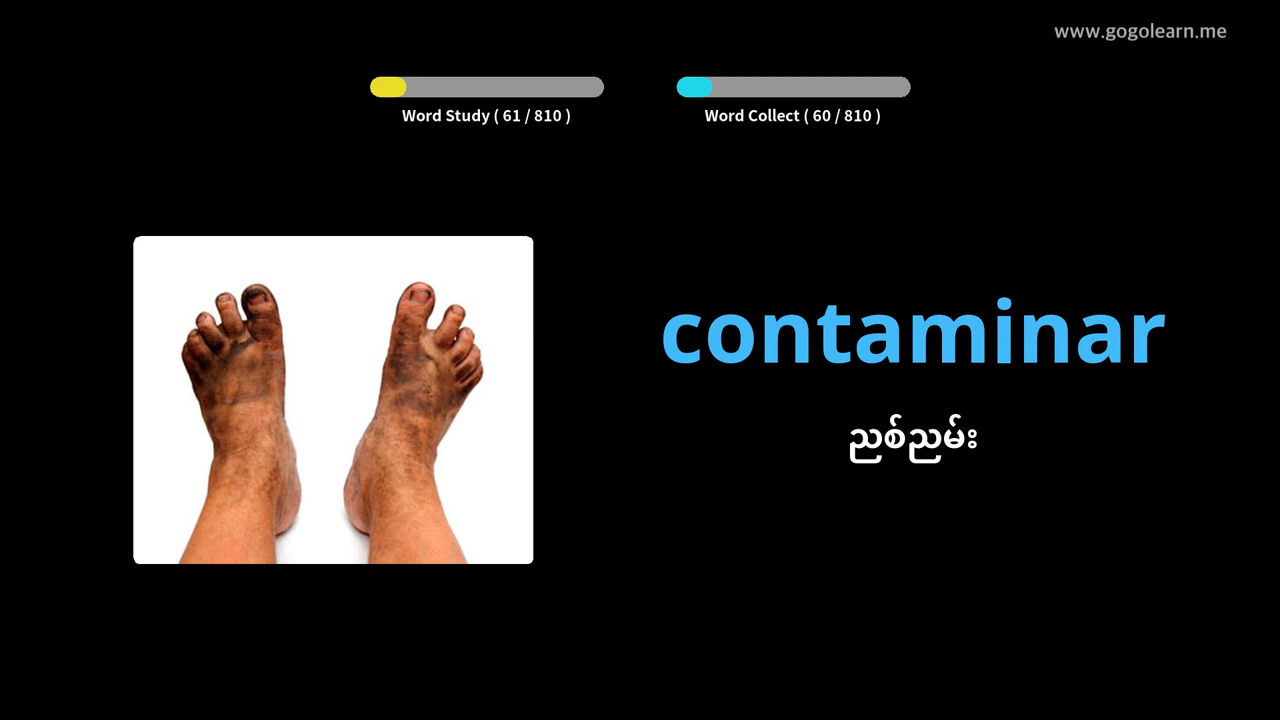 www.gogolearn.me
Word Study ( 61 / 810 )
Word Collect ( 60 / 810 )
contaminar
ညစ်ညမ်း